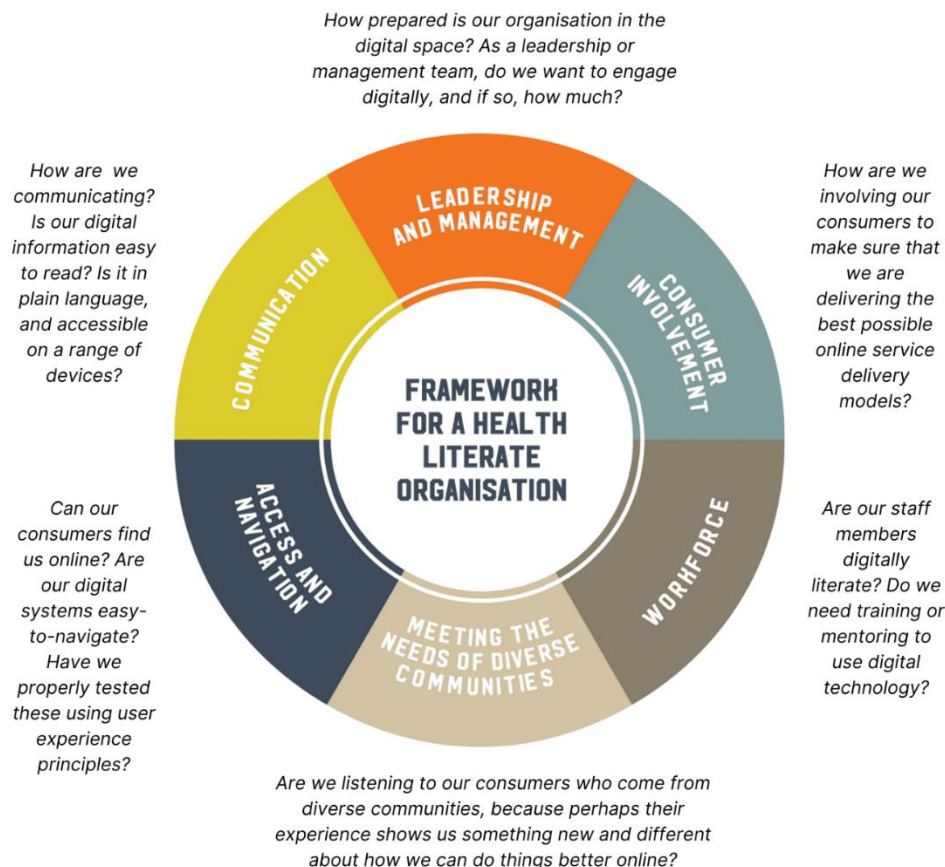 How prepared is our organisation in the
digital space? As a leadership or
management team, do we want to engage
digitally, and if so, how much?
How are we
communicating?
Is our digital
information easy
to read? Is it in
plain language,
and accessible
on a range of
devices?
LEADERSHIP
AND MANAGEMENT
How are we
involving our
consumers to
make sure that
we are
delivering the
best possible
online service
delivery
models?
COMMUNICATION
CONSUMER
INVOLVEMENT
FRAMEWORK
FOR A HEALTH
LITERATE
ORGANISATION
Can our
consumers find
us online? Are
our digital
systems easy-
to-navigate?
Have we
properly tested
these using user
experience
principles?
ACCESS AND
NAVIGATION
WORKFORCE
Are our staff
members
digitally
literate? Do we
need training or
mentoring to
use digital
technology?
MEETING THE
NEEDS OF DIVERSE
COMMUNITIES
Are we listening to our consumers who come from
diverse communities, because perhaps their
experience shows us something new and different
about how we can do things better online?